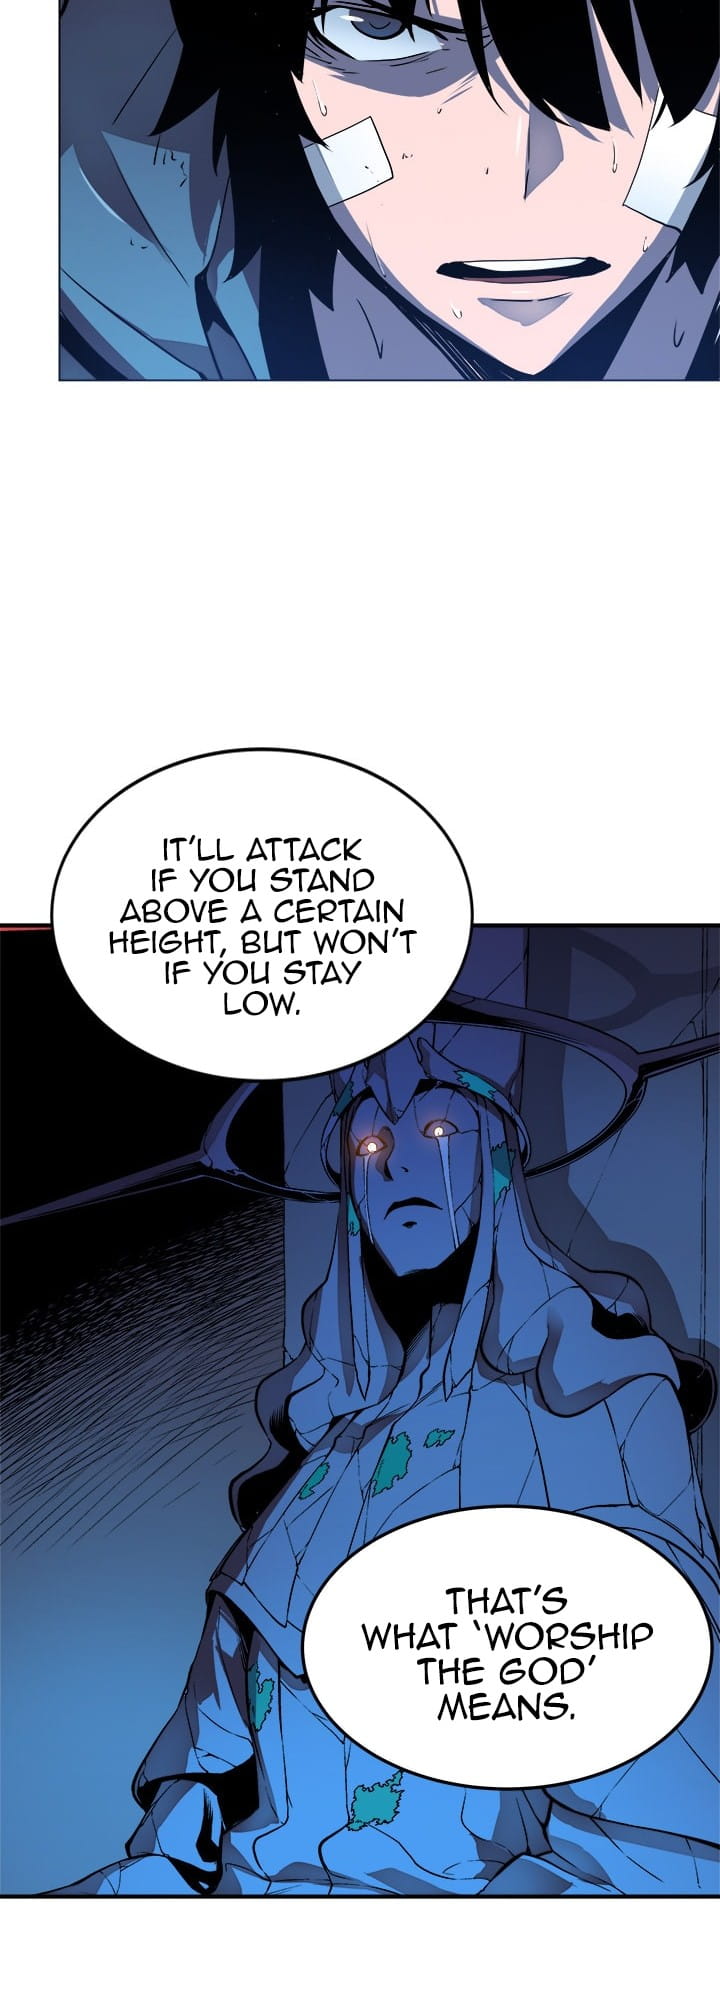 IT'LL ATTACK
IF YOU STAND
ABOVE A CERTAIN
HEIGHT, BUT WON'T
IF YOU STAY
LOW.
THAT'S
WHAT 'WORSHIP
THE GOD'
MEANS.